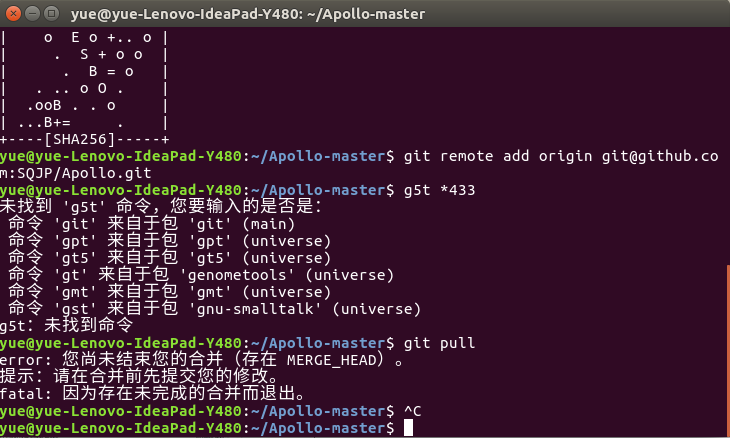 yue@yue-Lenovo-IdeaPad-Y480: ~/Apollo-master
|    o  E o +.. o |
|     .  S + o o  |
|      .  B = o   |
|   . .. o O .    |
|  .ooB . . o     |
| ...B+=     .    |
+----[SHA256]-----+
yue@yue-Lenovo-IdeaPad-Y480:~/Apollo-master$ git remote add origin git@github.co
m:SQJP/Apollo.git
yue@yue-Lenovo-IdeaPad-Y480:~/Apollo-master$ g5t *433
未找到 'g5t' 命令，您要输入的是否是：
 命令 'git' 来自于包 'git' (main)
 命令 'gpt' 来自于包 'gpt' (universe)
 命令 'gt5' 来自于包 'gt5' (universe)
 命令 'gt' 来自于包 'genometools' (universe)
 命令 'gmt' 来自于包 'gmt' (universe)
 命令 'gst' 来自于包 'gnu-smalltalk' (universe)
g5t：未找到命令
yue@yue-Lenovo-IdeaPad-Y480:~/Apollo-master$ git pull
error: 您尚未结束您的合并（存在 MERGE_HEAD）。
提示：请在合并前先提交您的修改。
fatal: 因为存在未完成的合并而退出。
yue@yue-Lenovo-IdeaPad-Y480:~/Apollo-master$ ^C
yue@yue-Lenovo-IdeaPad-Y480:~/Apollo-master$